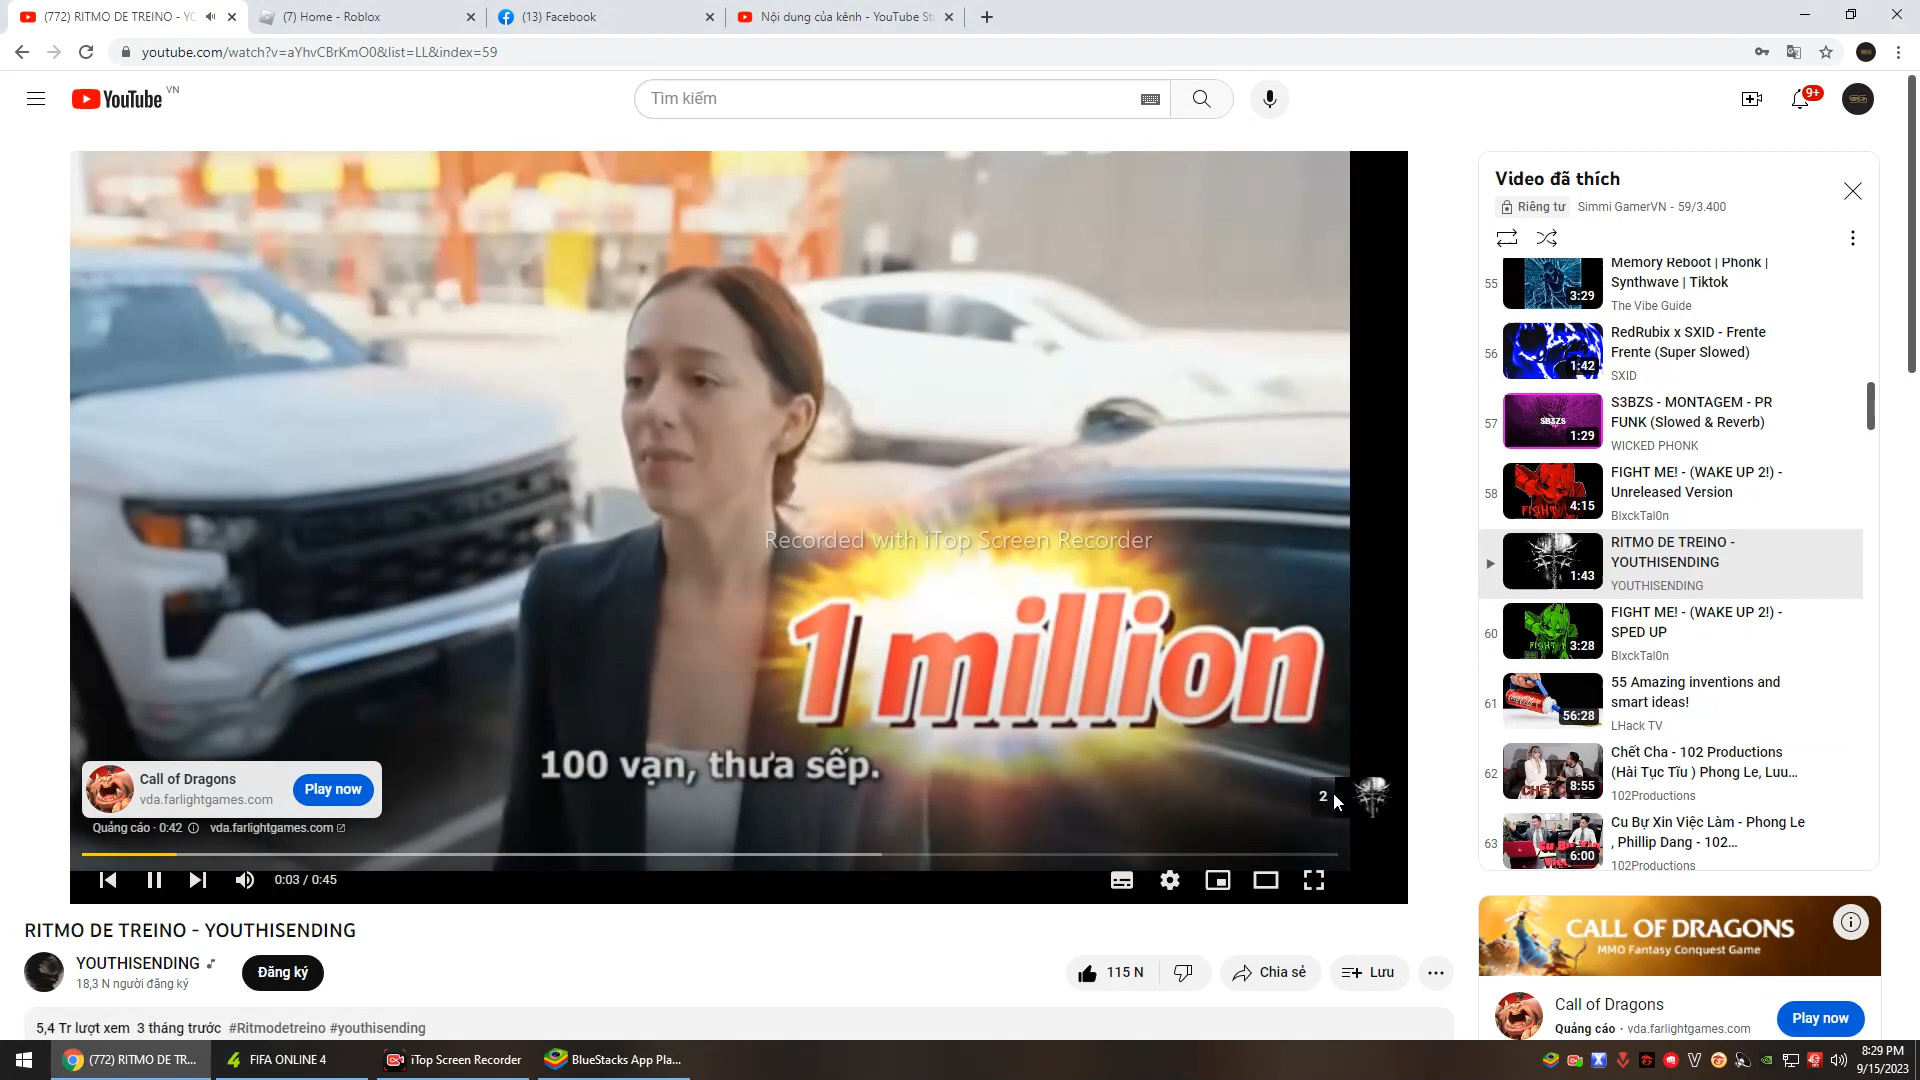 (772) RITMO DE TREINO - YC
(7) Home - Roblox
(13) Facebook
Nội dung của kênh - YouTube St
youtube.com/watch?v=aYhvCBrKmO0&list=LL&index=59
YouTube VN
Tìm kiếm
9+
Recorded with iTop Screen Recorder
1 million
100 vạn, thưa sếp.
Call of Dragons
vda.farlightgames.com
Play now
2
Quảng cáo · 0:42
vda.farlightgames.com
0:03 / 0:45
RITMO DE TREINO - YOUTHISENDING
YOUTHISENDING
18,3 N người đăng ký
Đăng ký
115 N
Chia sẻ
Lưu
5,4 Tr lượt xem 3 tháng trước #Ritmodetreino #youthisending
Video đã thích
Riêng tư
Simmi GamerVN - 59/3.400
55
3:29
Memory Reboot | Phonk |
Synthwave | Tiktok
The Vibe Guide
56
1:42
RedRubix x SXID - Frente
Frente (Super Slowed)
SXID
57
S3BZS
1:29
S3BZS - MONTAGEM - PR
FUNK (Slowed & Reverb)
WICKED PHONK
58
FIGHT
4:15
FIGHT ME! - (WAKE UP 2!) -
Unreleased Version
BlxckTal0n
1:43
RITMO DE TREINO -
YOUTHISENDING
YOUTHISENDING
60
3:28
FIGHT ME! - (WAKE UP 2!) -
SPED UP
BlxckTal0n
61
56:28
55 Amazing inventions and
smart ideas!
LHack TV
62
8:55
Chết Cha - 102 Productions
(Hài Tục Tĩu ) Phong Le, Luu...
102Productions
63
6:00
Cu Bự Xin Việc Làm - Phong Le
, Phillip Dang - 102...
102Productions
CALL OF DRAGONS
MMO Fantasy Conquest Game
Call of Dragons
Quảng cáo · vda.farlightgames.com
Play now
(772) RITMO DE TR...
FIFA ONLINE 4
iTop Screen Recorder
BlueStacks App Pla...
8:29 PM
9/15/2023